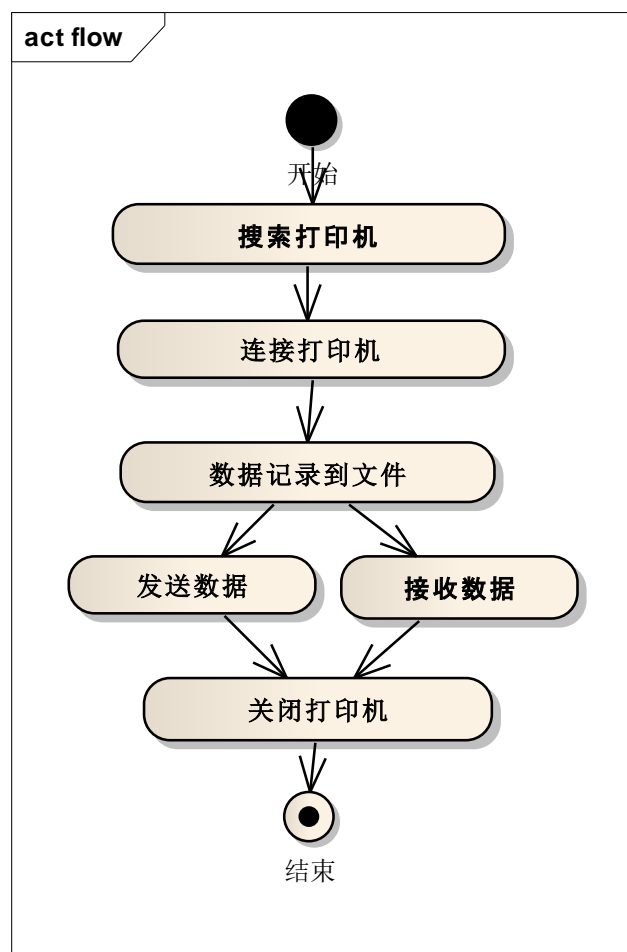 act flow
开始
搜索打印机
连接打印机
数据记录到文件
发送数据
接收数据
关闭打印机
结束